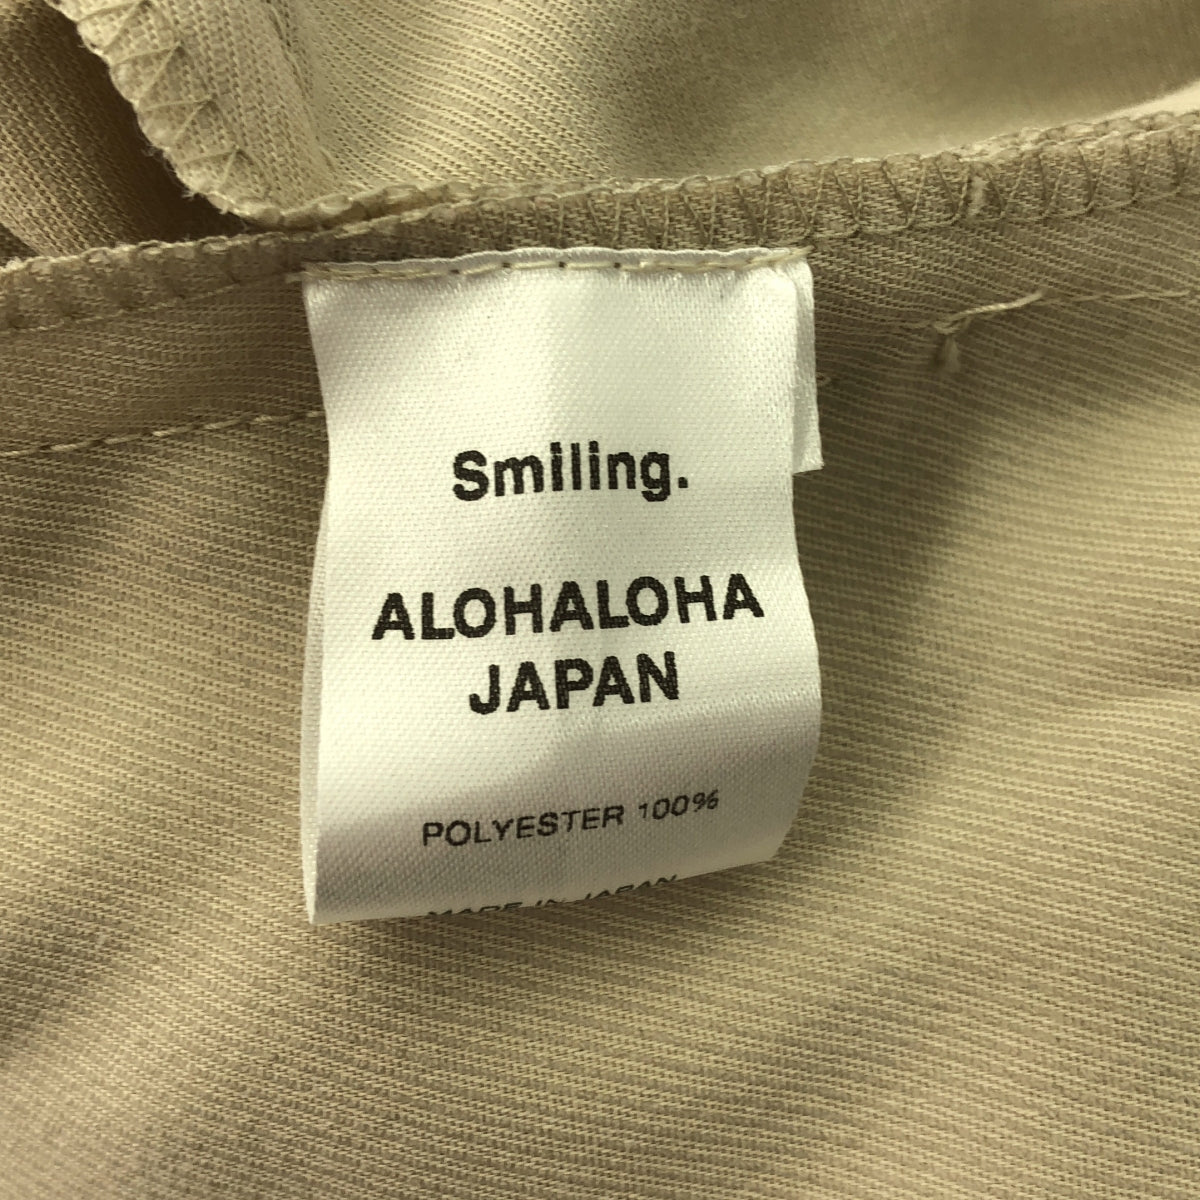 Smiling.
ALOHALOHA
JAPAN
POLYESTER 100%
MADE IN JAPAN